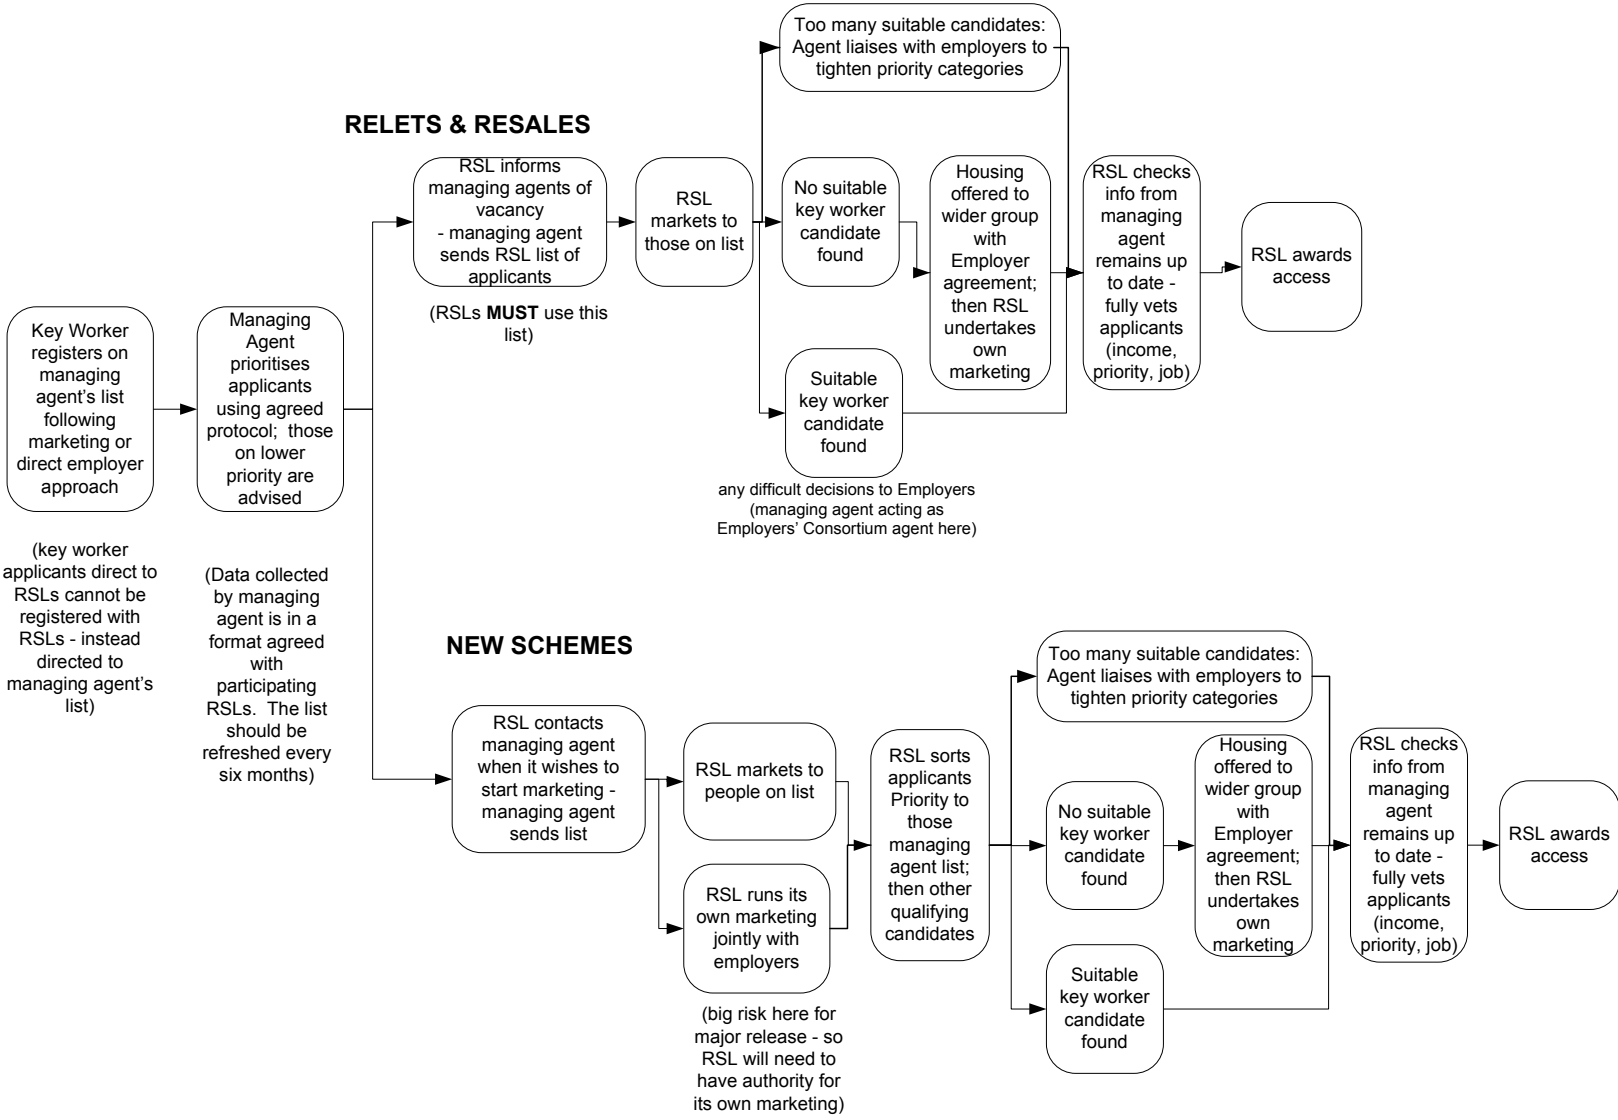 Too many suitable candidates:
Agent liaises with employers to
tighten priority categories
RELETS & RESALES
RSL informs
managing agents of
vacancy
- managing agent
sends RSL list of
applicants
(RSLs MUST use this
list)
RSL
markets to
those on list
No suitable
key worker
candidate
found
Housing
offered to
wider group
with
Employer
agreement;
then RSL
undertakes
own
marketing
RSL checks
info from
managing
agent
remains up
to date -
fully vets
applicants
(income,
priority, job)
RSL awards
access
Key Worker
registers on
managing
agent's list
following
marketing or
direct employer
approach
Managing
Agent
prioritises
applicants
using agreed
protocol;  those
on lower
priority are
advised
Suitable
key worker
candidate
found
any difficult decisions to Employers
(managing agent acting as
Employers' Consortium agent here)
(key worker
applicants direct to
RSLs cannot be
registered with
RSLs - instead
directed to
managing agent's
list)
(Data collected
by managing
agent is in a
format agreed
with
participating
RSLs.  The list
should be
refreshed every
six months)
NEW SCHEMES
RSL contacts
managing agent
when it wishes to
start marketing -
managing agent
sends list
RSL markets to
people on list
RSL runs its
own marketing
jointly with
employers
(big risk here for
major release - so
RSL will need to
have authority for
its own marketing)
RSL sorts
applicants
Priority to
those
managing
agent list;
then other
qualifying
candidates
Too many suitable candidates:
Agent liaises with employers to
tighten priority categories
No suitable
key worker
candidate
found
Housing
offered to
wider group
with
Employer
agreement;
then RSL
undertakes
own
marketing
Suitable
key worker
candidate
found
RSL checks
info from
managing
agent
remains up
to date -
fully vets
applicants
(income,
priority, job)
RSL awards
access